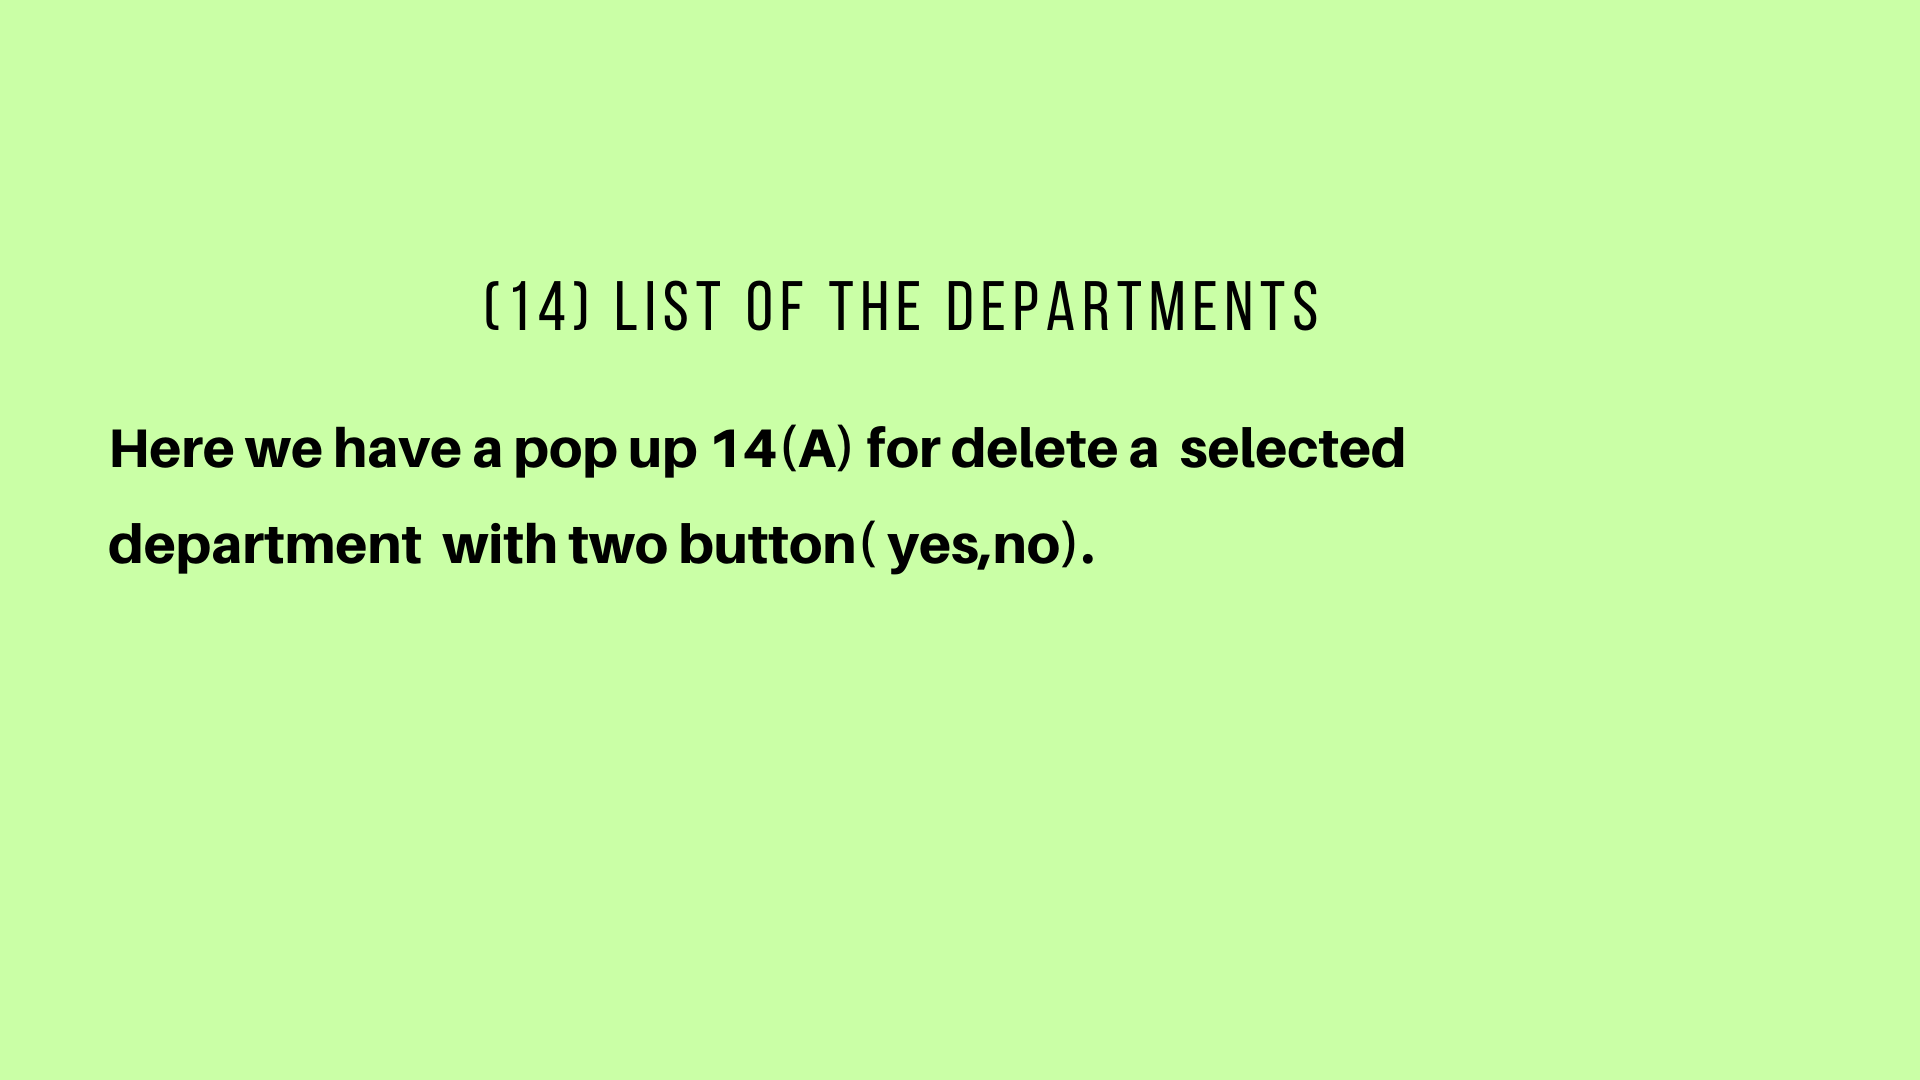 (14) LIST OF THE DEPARTMENTS
Here we have a pop up 14(A) for delete a  selected
department  with two button( yes,no).